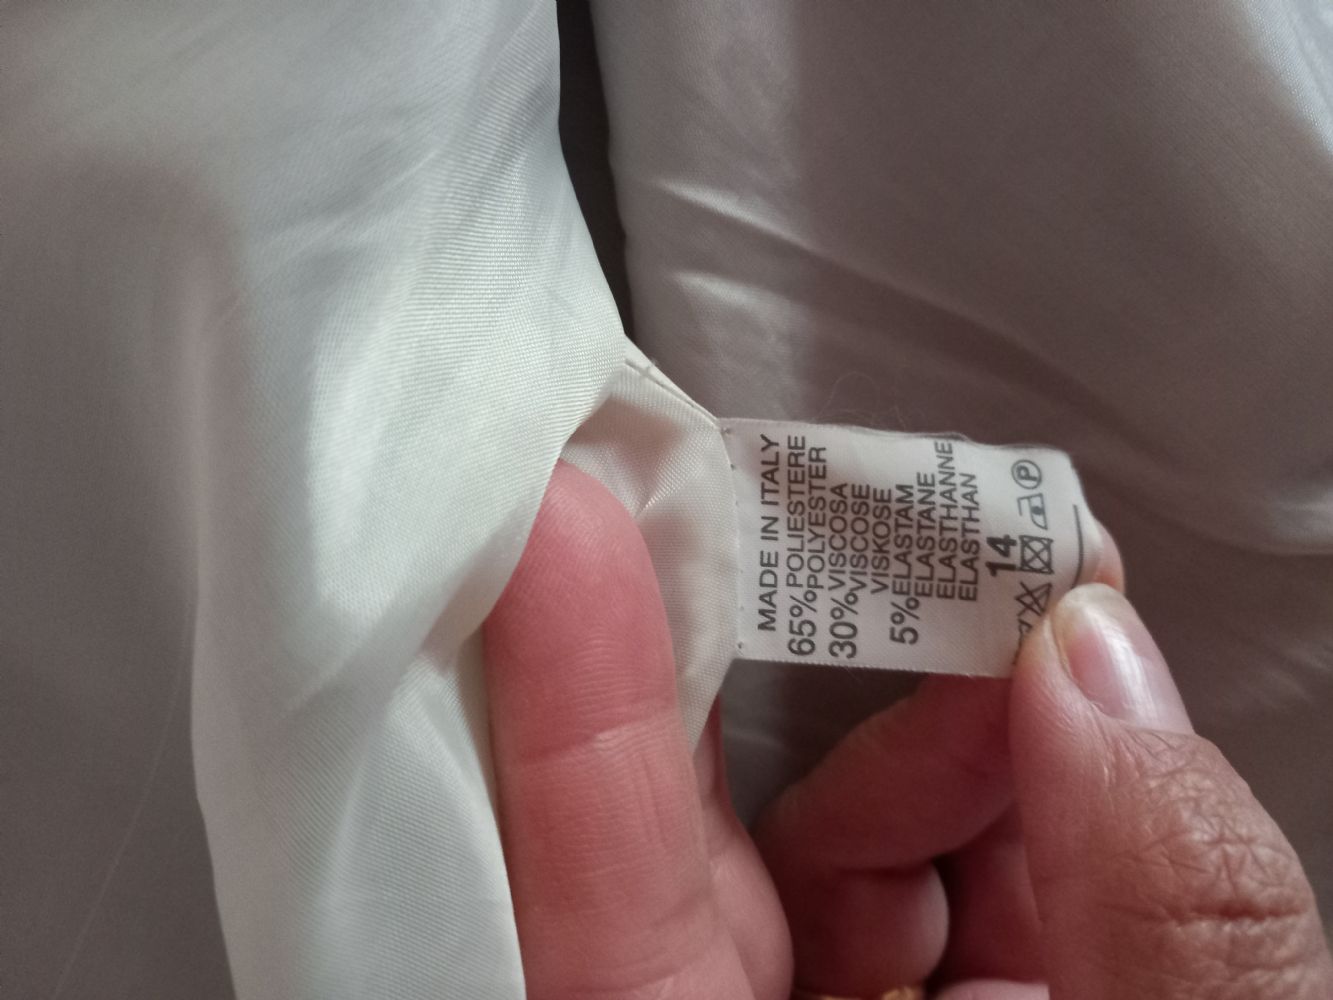 MADE IN ITALY
65%POLIESTERE
POLYESTER
30%VISCOSA
VISCOSE
VISKOSE
5%ELASTAM
ELASTANE
ELASTHANNE
ELASTHAN
14
P